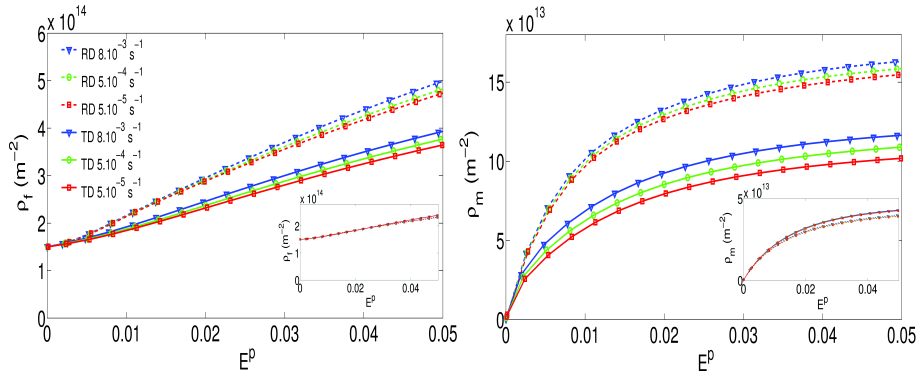 x 10^14
6
5
4
3
2
1
0
ρ_f (m^−2)
RD 8.10^−3 s^−1
RD 5.10^−4 s^−1
RD 5.10^−5 s^−1
TD 8.10^−3 s^−1
TD 5.10^−4 s^−1
TD 5.10^−5 s^−1
0 0.01 0.02 0.03 0.04 0.05
E^p
x 10^14
2
1
0
ρ_f (m^−2)
0 0.02 0.04
E^p
x 10^13
15
10
5
0
ρ_m (m^−2)
0 0.01 0.02 0.03 0.04 0.05
E^p
x 10^13
5
0
ρ_m (m^−2)
0 0.02 0.04
E^p